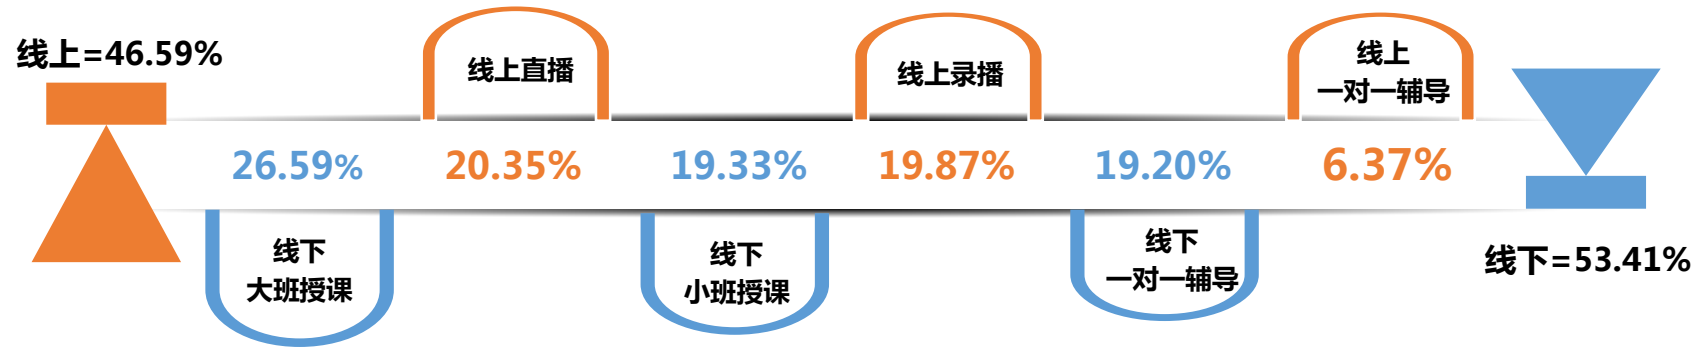 线上=46.59%
线上直播
线上录播
线上
一对一辅导
26.59%
20.35%
19.33%
19.87%
19.20%
6.37%
线下
大班授课
线下
小班授课
线下
一对一辅导
线下=53.41%